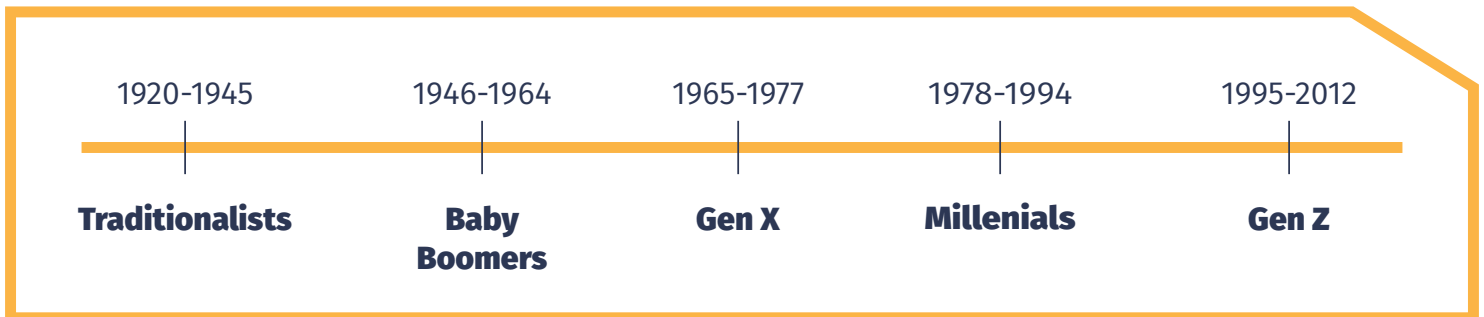 1920-1945 1946-1964 1965-1977 1978-1994 1995-2012
Traditionalists Baby Gen X Millenials Gen Z
Boomers